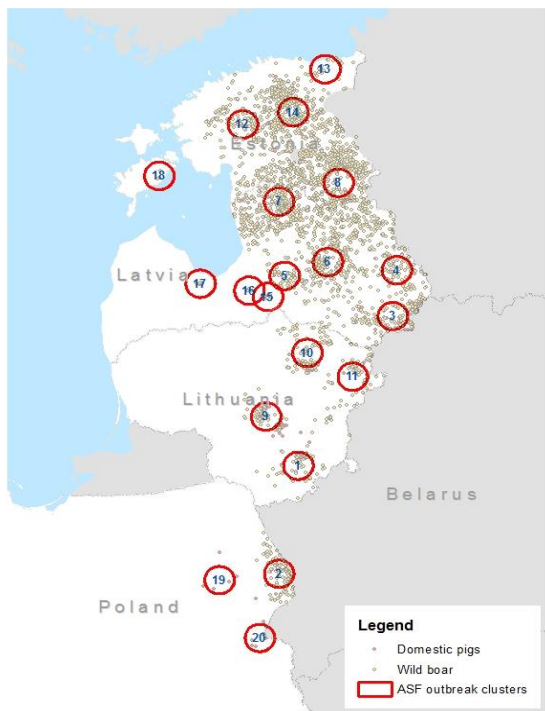 13
14
12
Estonia
18
8
7
6
4
5
Latvia
17
16
15
3
10
11
Lithuania
9
1
Belarus
2
19
Poland
20
Legend
Domestic pigs
Wild boar
ASF outbreak clusters